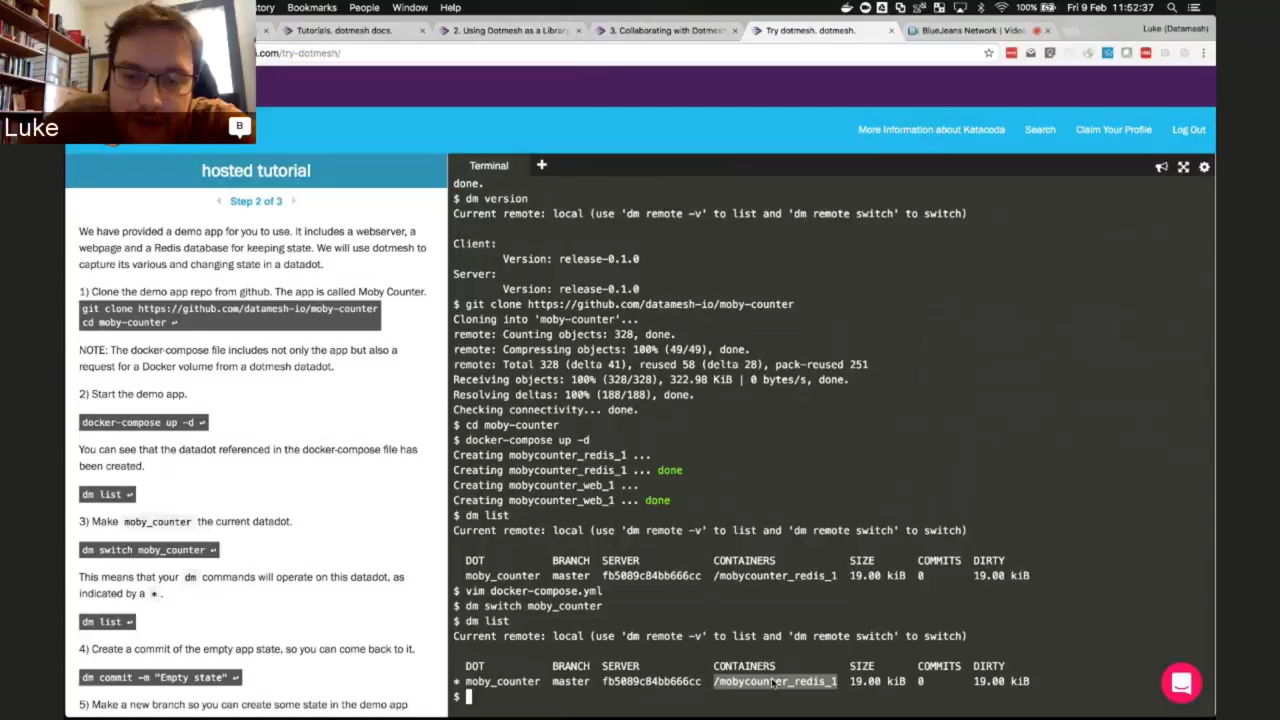 story Bookmarks People Window Help 100% Fri 9 Feb 11:52:37
Tutorials. dotmesh docs. × 2. Using Dotmesh as a Library × 3. Collaborating with Dotmesh × Try dotmesh. dotmesh. × BlueJeans Network | Video × Luke (Datamesh)
.com/try-dotmesh/
Luke
B
More Information about Katacoda Search Claim Your Profile Log Out
hosted tutorial
Step 2 of 3
We have provided a demo app for you to use. It includes a webserver, a
webpage and a Redis database for keeping state. We will use dotmesh to
capture its various and changing state in a datadot.
1) Clone the demo app repo from github. The app is called Moby Counter.
git clone https://github.com/datamesh-io/moby-counter
cd moby-counter ↩
NOTE: The docker-compose file includes not only the app but also a
request for a Docker volume from a dotmesh datadot.
2) Start the demo app.
docker-compose up -d ↩
You can see that the datadot referenced in the docker-compose file has
been created.
dm list ↩
3) Make moby_counter the current datadot.
dm switch moby_counter ↩
This means that your dm commands will operate on this datadot, as
indicated by a *.
dm list ↩
4) Create a commit of the empty app state, so you can come back to it.
dm commit -m "Empty state" ↩
5) Make a new branch so you can create some state in the demo app
Terminal +
done.
$ dm version
Current remote: local (use 'dm remote -v' to list and 'dm remote switch' to switch)
Client:
Version: release-0.1.0
Server:
Version: release-0.1.0
$ git clone https://github.com/datamesh-io/moby-counter
Cloning into 'moby-counter'...
remote: Counting objects: 328, done.
remote: Compressing objects: 100% (49/49), done.
remote: Total 328 (delta 41), reused 58 (delta 28), pack-reused 251
Receiving objects: 100% (328/328), 322.98 KiB | 0 bytes/s, done.
Resolving deltas: 100% (188/188), done.
Checking connectivity... done.
$ cd moby-counter
$ docker-compose up -d
Creating mobycounter_redis_1 ...
Creating mobycounter_redis_1 ... done
Creating mobycounter_web_1 ...
Creating mobycounter_web_1 ... done
$ dm list
Current remote: local (use 'dm remote -v' to list and 'dm remote switch' to switch)
DOT BRANCH SERVER CONTAINERS SIZE COMMITS DIRTY
moby_counter master fb5089c84bb666cc /mobycounter_redis_1 19.00 kiB 0 19.00 kiB
$ vim docker-compose.yml
$ dm switch moby_counter
$ dm list
Current remote: local (use 'dm remote -v' to list and 'dm remote switch' to switch)
DOT BRANCH SERVER CONTAINERS SIZE COMMITS DIRTY
* moby_counter master fb5089c84bb666cc /mobycounter_redis_1 19.00 kiB 0 19.00 kiB
$